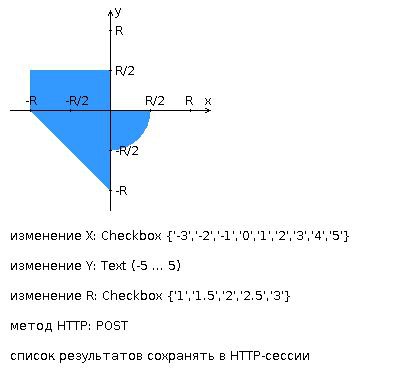 y
R
R/2
-R -R/2 R/2 R x
-R/2
-R
изменение X: Checkbox {'-3','-2','-1','0','1','2','3','4','5'}
изменение Y: Text (-5 ... 5)
изменение R: Checkbox {'1','1.5','2','2.5','3'}
метод HTTP: POST
список результатов сохранять в HTTP-сессии